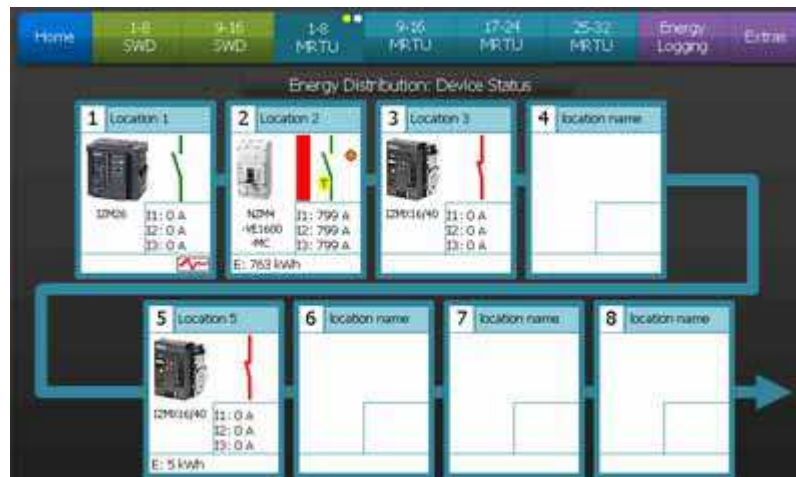 Home
1-8
SWD
9-16
SWD
1-8
MRTU
9-16
MRTU
17-24
MRTU
25-32
MRTU
Energy
Logging
Extras
Energy Distribution: Device Status
1 Location 1
IZM26
I1: 0 A
I2: 0 A
I3: 0 A
2 Location 2
T
NZM4
-VE1600
-MC
I1: 799 A
I2: 799 A
I3: 799 A
E: 763 kWh
3 Location 3
IZMX16/40
I1: 0 A
I2: 0 A
I3: 0 A
4 location name
5 Location 5
IZMX16/40
I1: 0 A
I2: 0 A
I3: 0 A
E: 5 kWh
6 location name
7 location name
8 location name